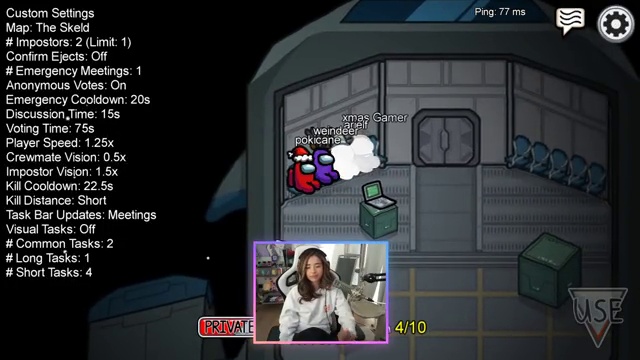 Custom Settings
Map: The Skeld
# Impostors: 2 (Limit: 1)
Confirm Ejects: Off
# Emergency Meetings: 1
Anonymous Votes: On
Emergency Cooldown: 20s
Discussion Time: 15s
Voting Time: 75s
Player Speed: 1.25x
Crewmate Vision: 0.5x
Impostor Vision: 1.5x
Kill Cooldown: 22.5s
Kill Distance: Short
Task Bar Updates: Meetings
Visual Tasks: Off
# Common Tasks: 2
# Long Tasks: 1
# Short Tasks: 4
Ping: 77 ms
xmas Gamer
arielf
weindeer
pokicane
PRIVATE
4/10
USE